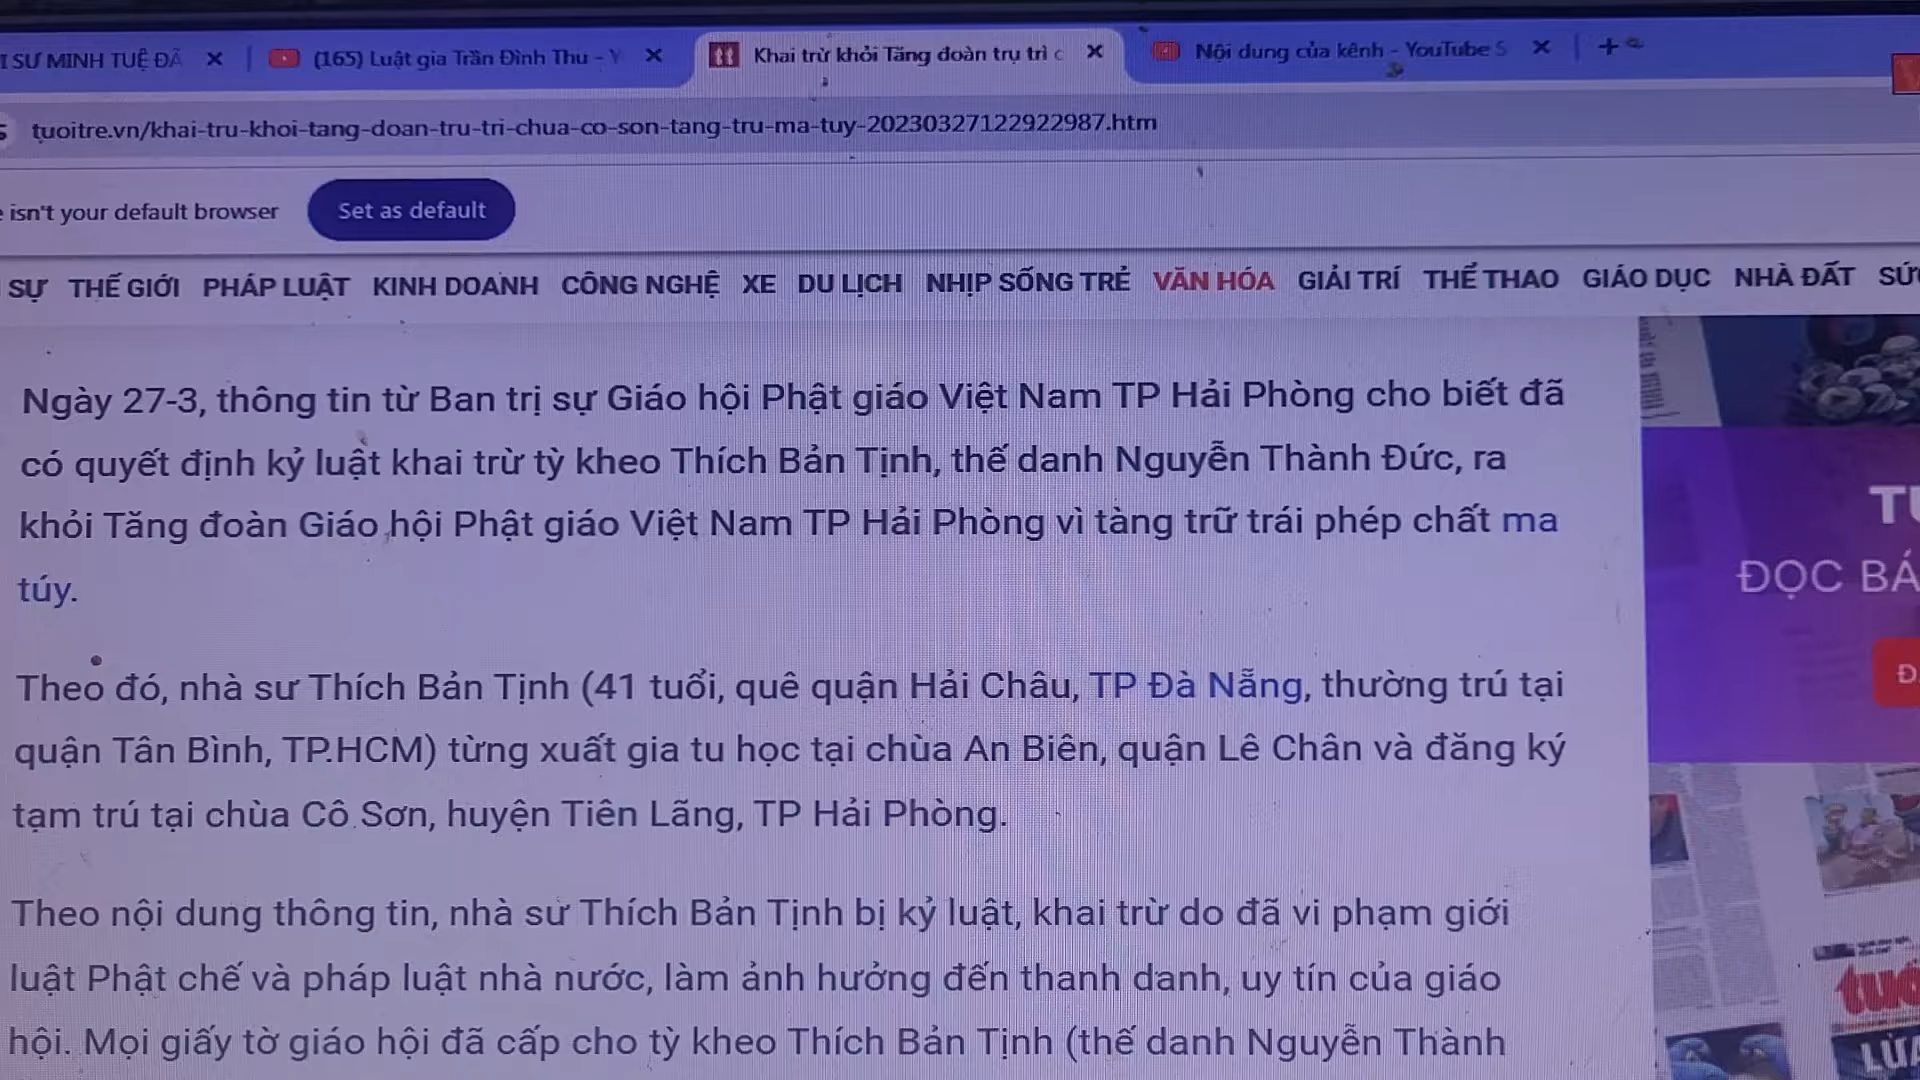 I SƯ MINH TUỆ ĐÃ
(165) Luật gia Trần Đình Thu - Y
Khai trừ khỏi Tăng đoàn trụ trì c
Nội dung của kênh - YouTube S
tuoitre.vn/khai-tru-khoi-tang-doan-tru-tri-chua-co-son-tang-tru-ma-tuy-20230327122922987.htm
isn't your default browser
Set as default
SỰ THẾ GIỚI PHÁP LUẬT KINH DOANH CÔNG NGHỆ XE DU LỊCH NHỊP SỐNG TRẺ VĂN HÓA GIẢI TRÍ THỂ THAO GIÁO DỤC NHÀ ĐẤT SỨC
Ngày 27-3, thông tin từ Ban trị sự Giáo hội Phật giáo Việt Nam TP Hải Phòng cho biết đã
có quyết định kỷ luật khai trừ tỳ kheo Thích Bản Tịnh, thế danh Nguyễn Thành Đức, ra
khỏi Tăng đoàn Giáo hội Phật giáo Việt Nam TP Hải Phòng vì tàng trữ trái phép chất ma
túy.
Theo đó, nhà sư Thích Bản Tịnh (41 tuổi, quê quận Hải Châu, TP Đà Nẵng, thường trú tại
quận Tân Bình, TP.HCM) từng xuất gia tu học tại chùa An Biên, quận Lê Chân và đăng ký
tạm trú tại chùa Cô Sơn, huyện Tiên Lãng, TP Hải Phòng.
Theo nội dung thông tin, nhà sư Thích Bản Tịnh bị kỷ luật, khai trừ do đã vi phạm giới
luật Phật chế và pháp luật nhà nước, làm ảnh hưởng đến thanh danh, uy tín của giáo
hội. Mọi giấy tờ giáo hội đã cấp cho tỳ kheo Thích Bản Tịnh (thế danh Nguyễn Thành
TU
ĐỌC BÁ
Đ
tuổ
LỪA